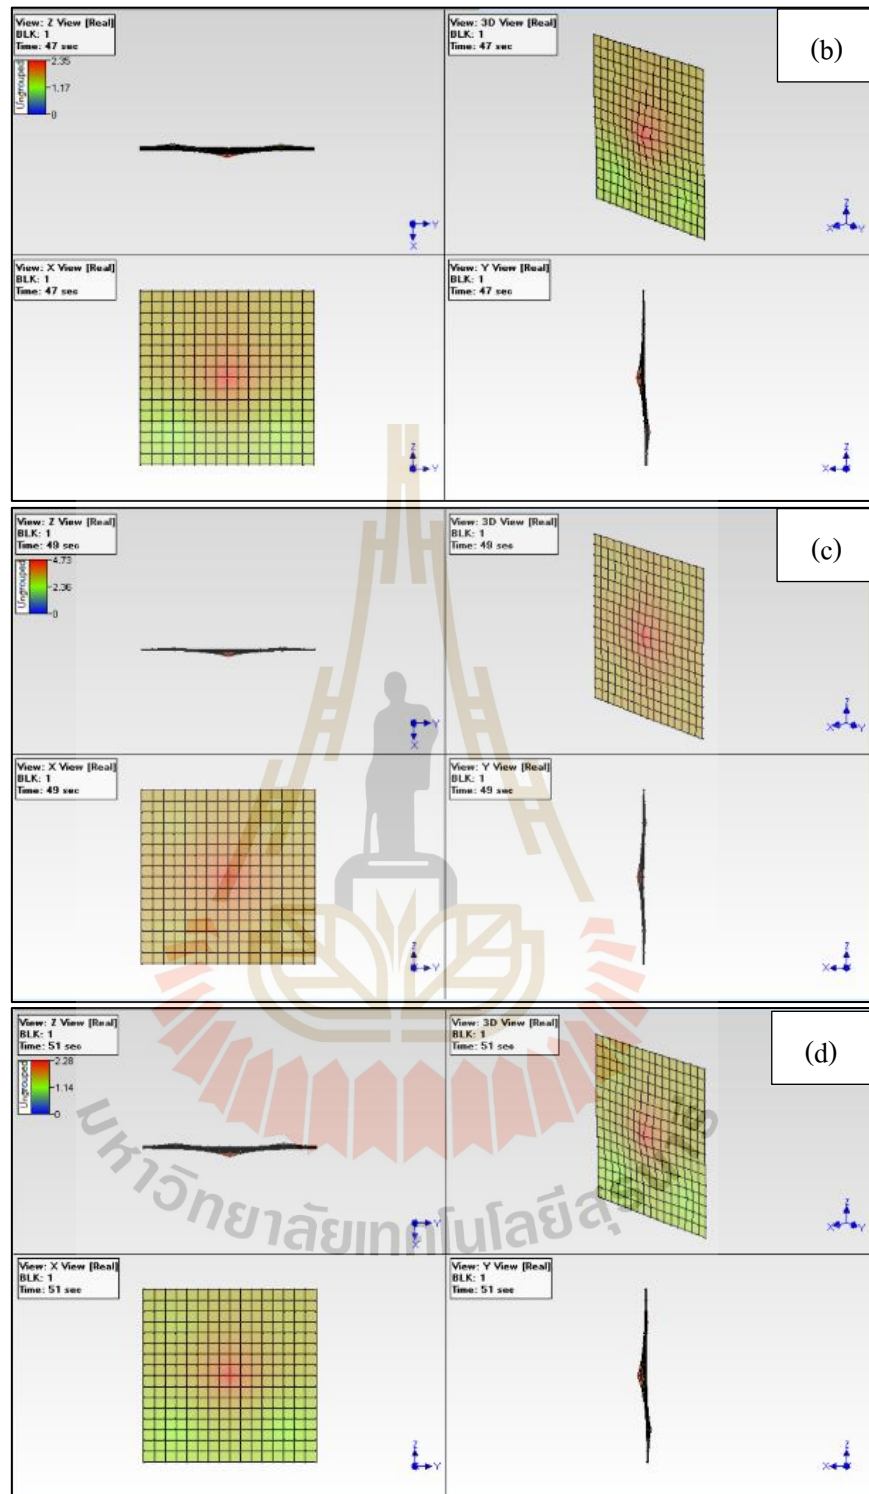 View: Z View [Real]
BLK: 1
Time: 47 sec
Ungrouped
2.35
1.17
0
Y
X
View: 3D View [Real]
BLK: 1
Time: 47 sec
(b)
Z
X
Y
View: X View [Real]
BLK: 1
Time: 47 sec
Z
Y
View: Y View [Real]
BLK: 1
Time: 47 sec
Z
X
View: Z View [Real]
BLK: 1
Time: 49 sec
Ungrouped
4.73
2.36
0
Y
X
View: 3D View [Real]
BLK: 1
Time: 49 sec
(c)
Z
X
Y
View: X View [Real]
BLK: 1
Time: 49 sec
Z
Y
View: Y View [Real]
BLK: 1
Time: 49 sec
Z
X
View: Z View [Real]
BLK: 1
Time: 51 sec
Ungrouped
2.28
1.14
0
Y
X
View: 3D View [Real]
BLK: 1
Time: 51 sec
(d)
Z
X
Y
มหาวิทยาลัยเทคโนโลยีสุรนารี
View: X View [Real]
BLK: 1
Time: 51 sec
Z
Y
View: Y View [Real]
BLK: 1
Time: 51 sec
Z
X